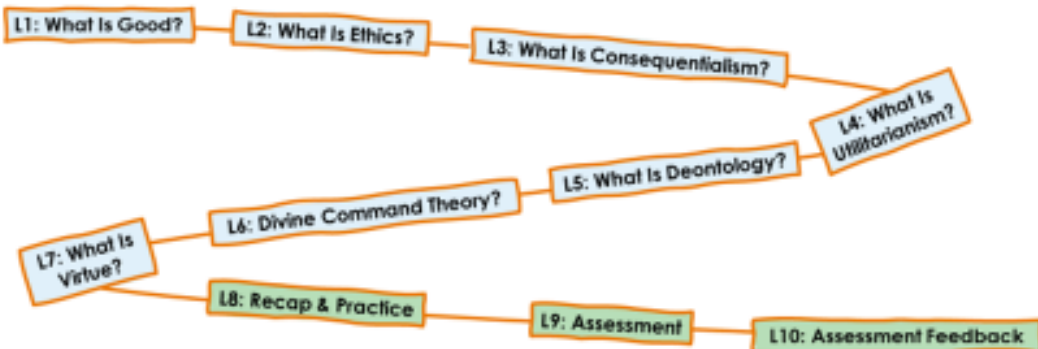 L1: What Is Good?
L2: What Is Ethics?
L3: What Is Consequentialism?
L4: What Is
Utilitarianism?
L5: What Is Deontology?
L6: Divine Command Theory?
L7: What Is
Virtue?
L8: Recap & Practice
L9: Assessment
L10: Assessment Feedback